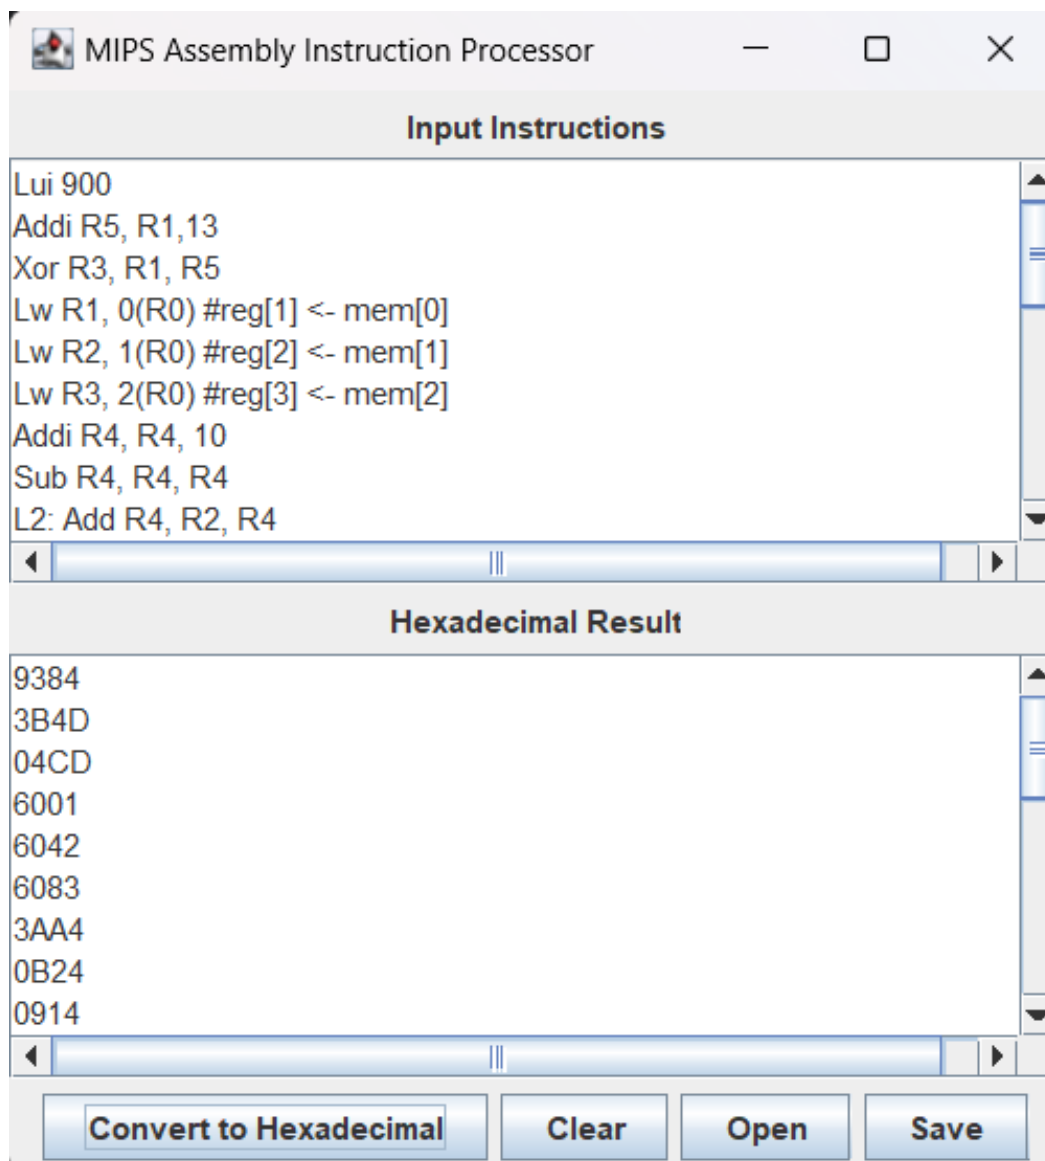 MIPS Assembly Instruction Processor
Input Instructions
Lui 900
Addi R5, R1,13
Xor R3, R1, R5
Lw R1, 0(R0) #reg[1] <- mem[0]
Lw R2, 1(R0) #reg[2] <- mem[1]
Lw R3, 2(R0) #reg[3] <- mem[2]
Addi R4, R4, 10
Sub R4, R4, R4
L2: Add R4, R2, R4
Hexadecimal Result
9384
3B4D
04CD
6001
6042
6083
3AA4
0B24
0914
Convert to Hexadecimal Clear Open Save